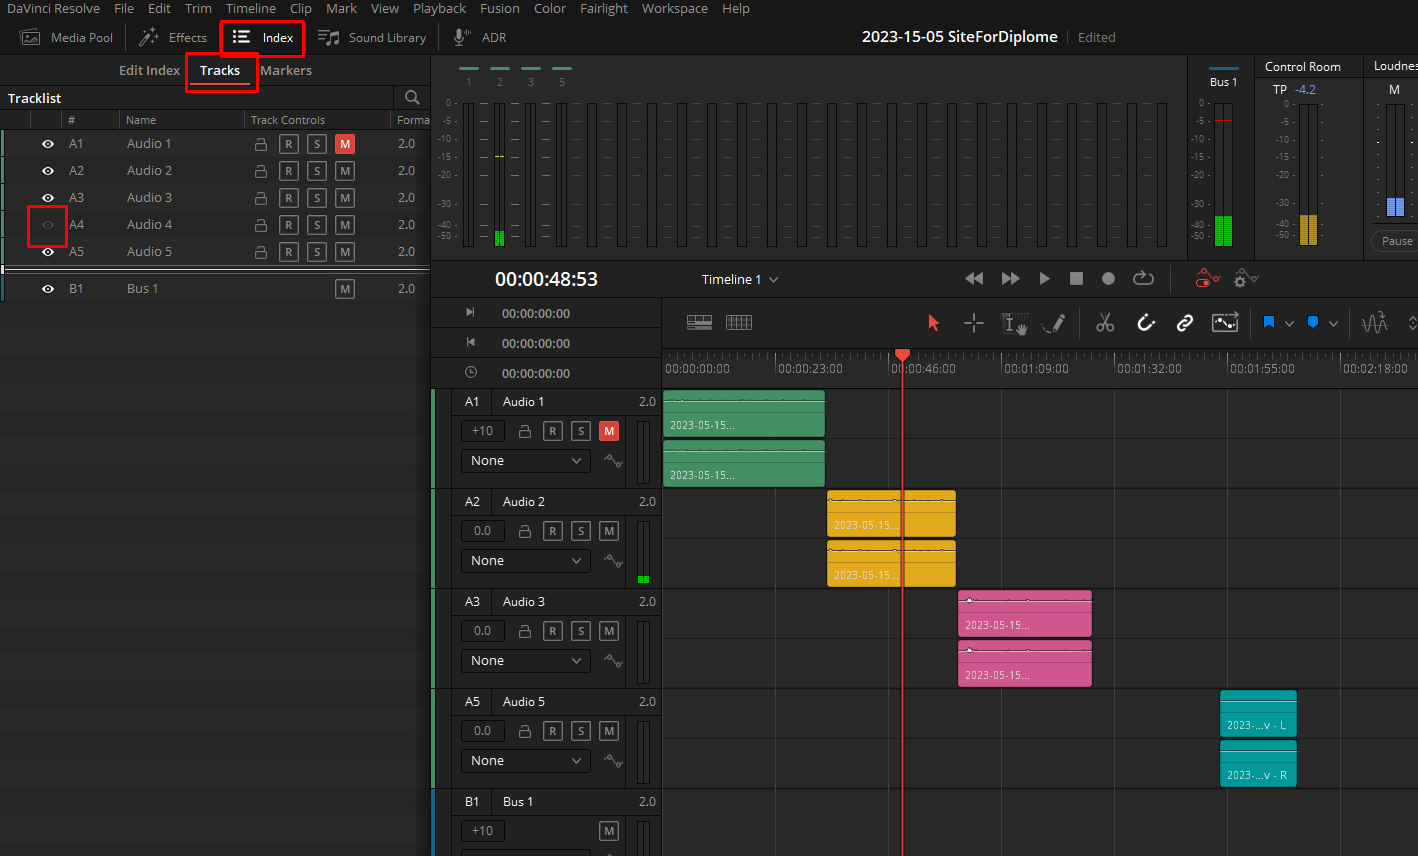 DaVinci Resolve File Edit Trim Timeline Clip Mark View Playback Fusion Color Fairlight Workspace Help
Media Pool Effects Index Sound Library ADR 2023-15-05 SiteForDiplome Edited
Edit Index Tracks Markers
Tracklist
# Name Track Controls Forma
A1 Audio 1 R S M 2.0
A2 Audio 2 R S M 2.0
A3 Audio 3 R S M 2.0
A4 Audio 4 R S M 2.0
A5 Audio 5 R S M 2.0
B1 Bus 1 M 2.0
1 2 3 5
0 -5 -10 -15 -20 -30 -40 -50
Bus 1
0 -5 -10 -15 -20 -30 -40 -50
Control Room
TP -4.2
0 -5 -10 -15 -20 -30 -40 -50
Loudnes
M
Pause
00:00:48:53 Timeline 1
00:00:00:00
00:00:00:00
00:00:00:00
00:00:00:00 00:00:23:00 00:00:46:00 00:01:09:00 00:01:32:00 00:01:55:00 00:02:18:00
A1 Audio 1 2.0
+10 R S M
None
2023-05-15...
2023-05-15...
A2 Audio 2 2.0
0.0 R S M
None
2023-05-15...
2023-05-15...
A3 Audio 3 2.0
0.0 R S M
None
2023-05-15...
2023-05-15...
A5 Audio 5 2.0
0.0 R S M
None
2023-...v - L
2023-...v - R
B1 Bus 1 2.0
+10 M